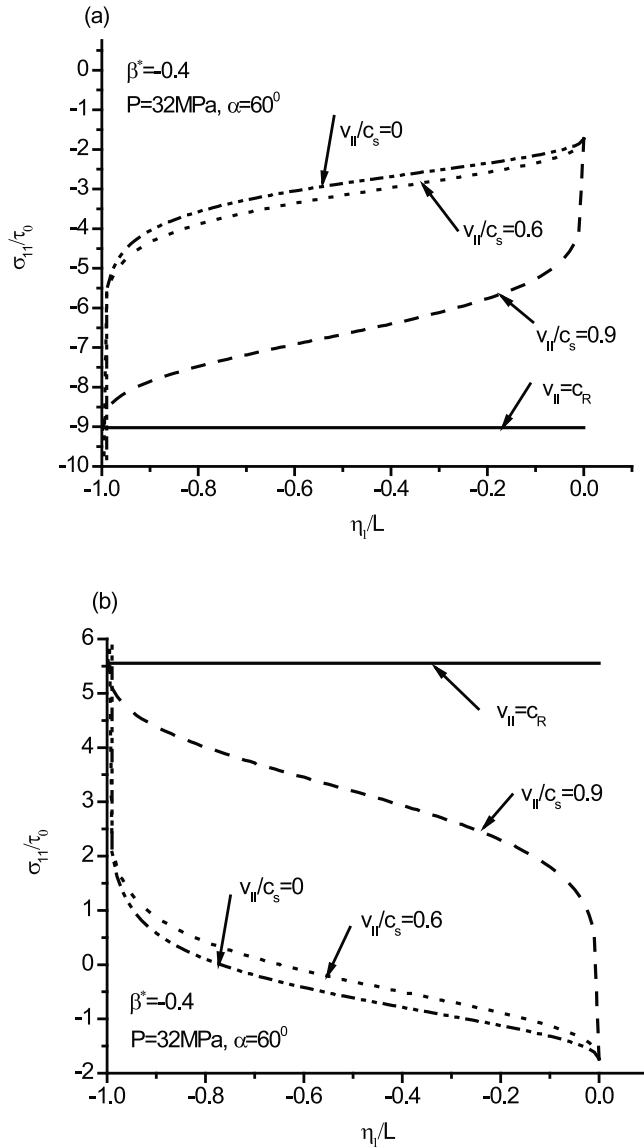 (a)
0
-1
-2
-3
-4
-5
-6
-7
-8
-9
-10
σ₁₁/τ₀
β*=-0.4
P=32MPa, α=60⁰
v_II/c_s=0
v_II/c_s=0.6
v_II/c_s=0.9
v_II=c_R
-1.0 -0.8 -0.6 -0.4 -0.2 0.0
η_l/L
(b)
6
5
4
3
2
1
0
-1
-2
σ₁₁/τ₀
v_II=c_R
v_II/c_s=0.9
v_II/c_s=0
v_II/c_s=0.6
β*=-0.4
P=32MPa, α=60⁰
-1.0 -0.8 -0.6 -0.4 -0.2 0.0
η_l/L